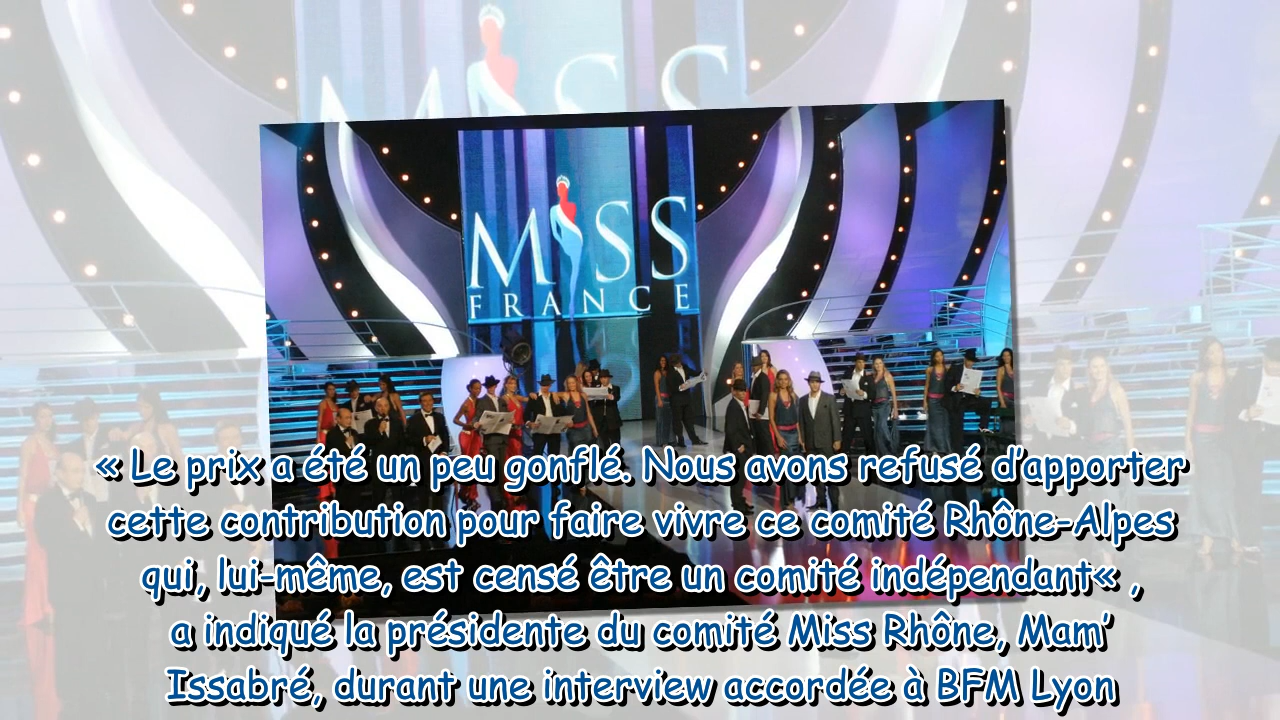 MISS
FRANCE
« Le prix a été un peu gonflé. Nous avons refusé d’apporter
cette contribution pour faire vivre ce comité Rhône-Alpes
qui, lui-même, est censé être un comité indépendant« ,
a indiqué la présidente du comité Miss Rhône, Mam’
Issabré, durant une interview accordée à BFM Lyon